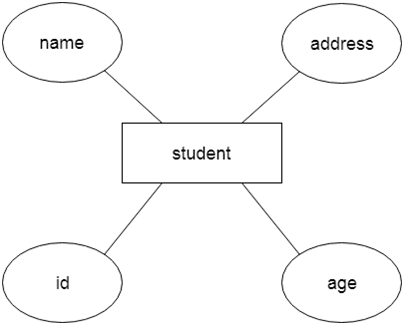 name
address
student
id
age